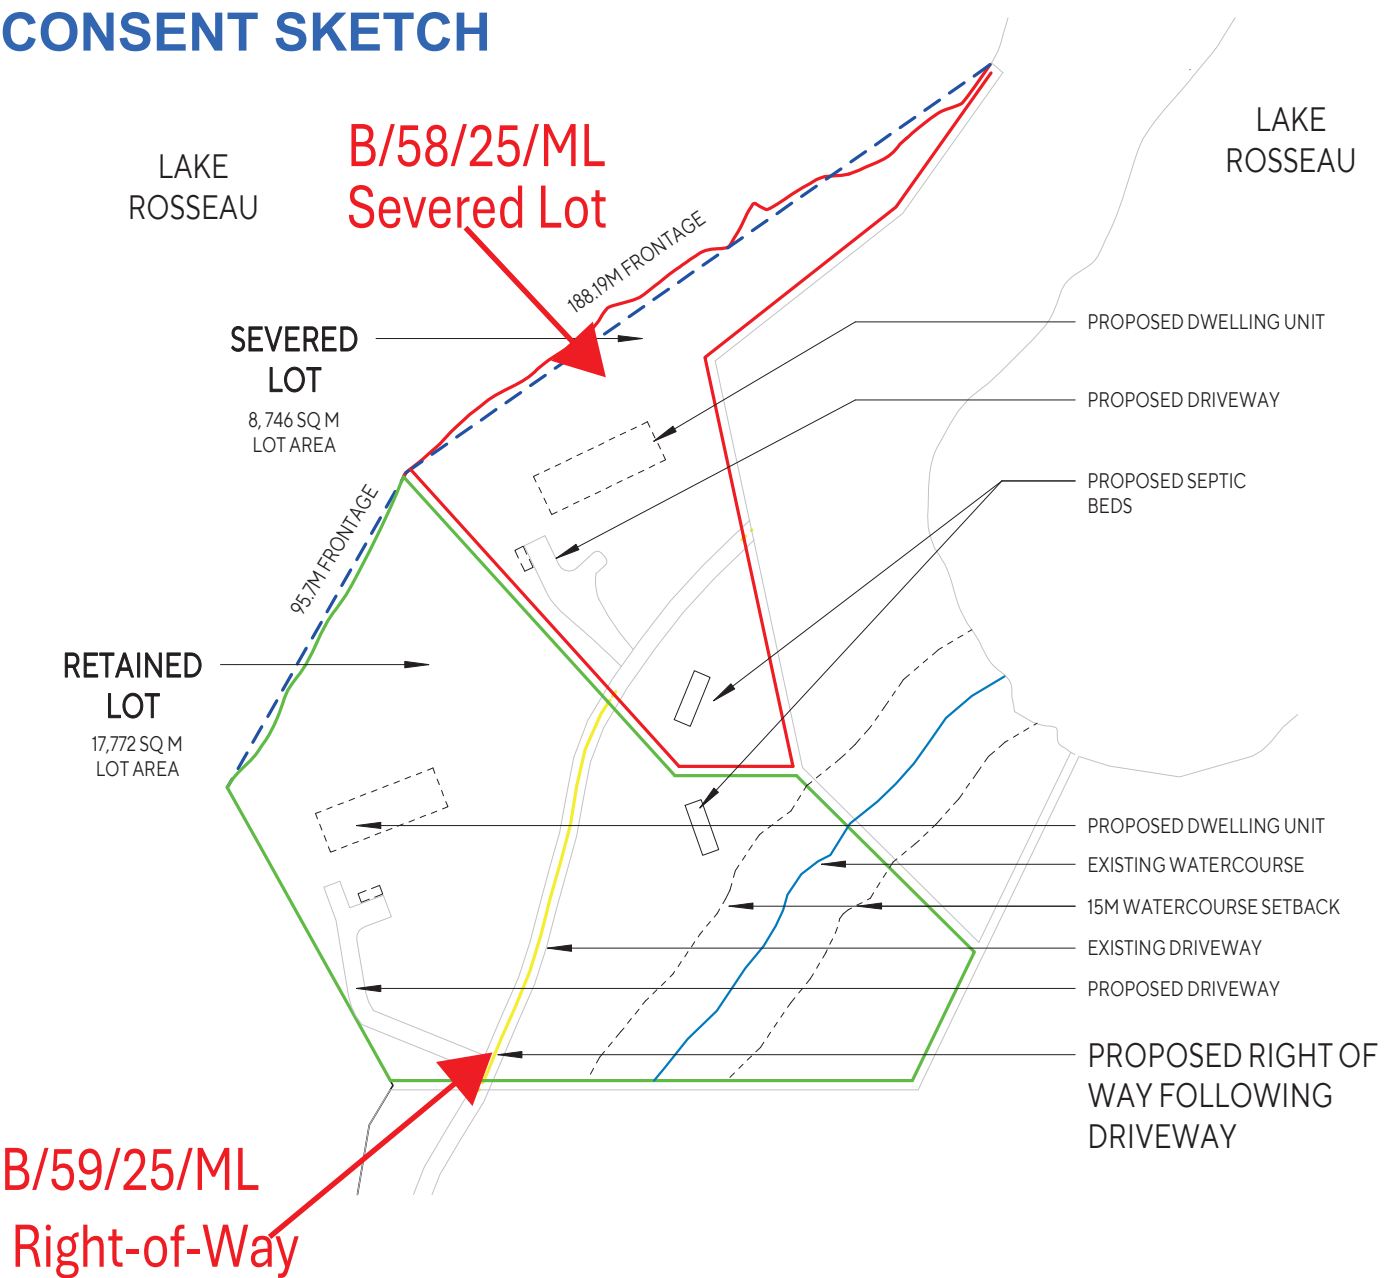 CONSENT SKETCH
LAKE
ROSSEAU
B/58/25/ML
Severed Lot
LAKE
ROSSEAU
188.19M FRONTAGE
SEVERED
LOT
8,746 SQ M
LOT AREA
PROPOSED DWELLING UNIT
PROPOSED DRIVEWAY
PROPOSED SEPTIC
BEDS
95.7M FRONTAGE
RETAINED
LOT
17,772 SQ M
LOT AREA
PROPOSED DWELLING UNIT
EXISTING WATERCOURSE
15M WATERCOURSE SETBACK
EXISTING DRIVEWAY
PROPOSED DRIVEWAY
PROPOSED RIGHT OF
WAY FOLLOWING
DRIVEWAY
B/59/25/ML
Right-of-Way